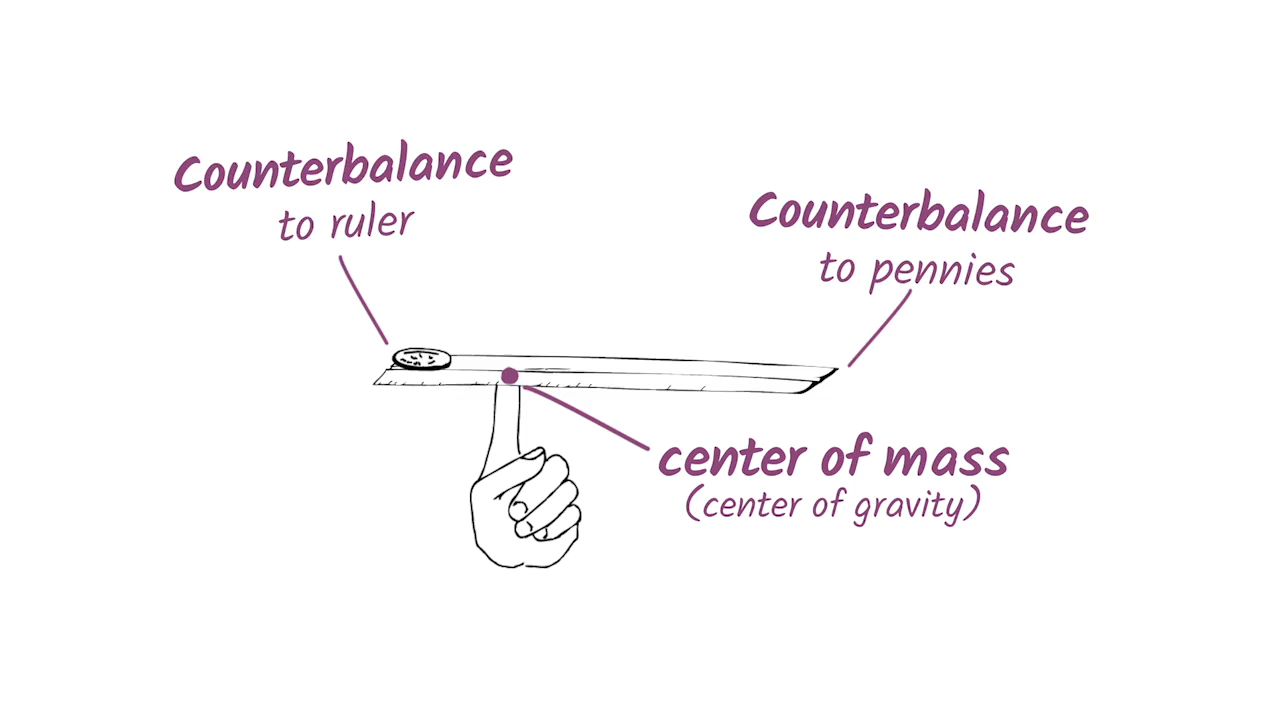 Counterbalance
to ruler
Counterbalance
to pennies
center of mass
(center of gravity)